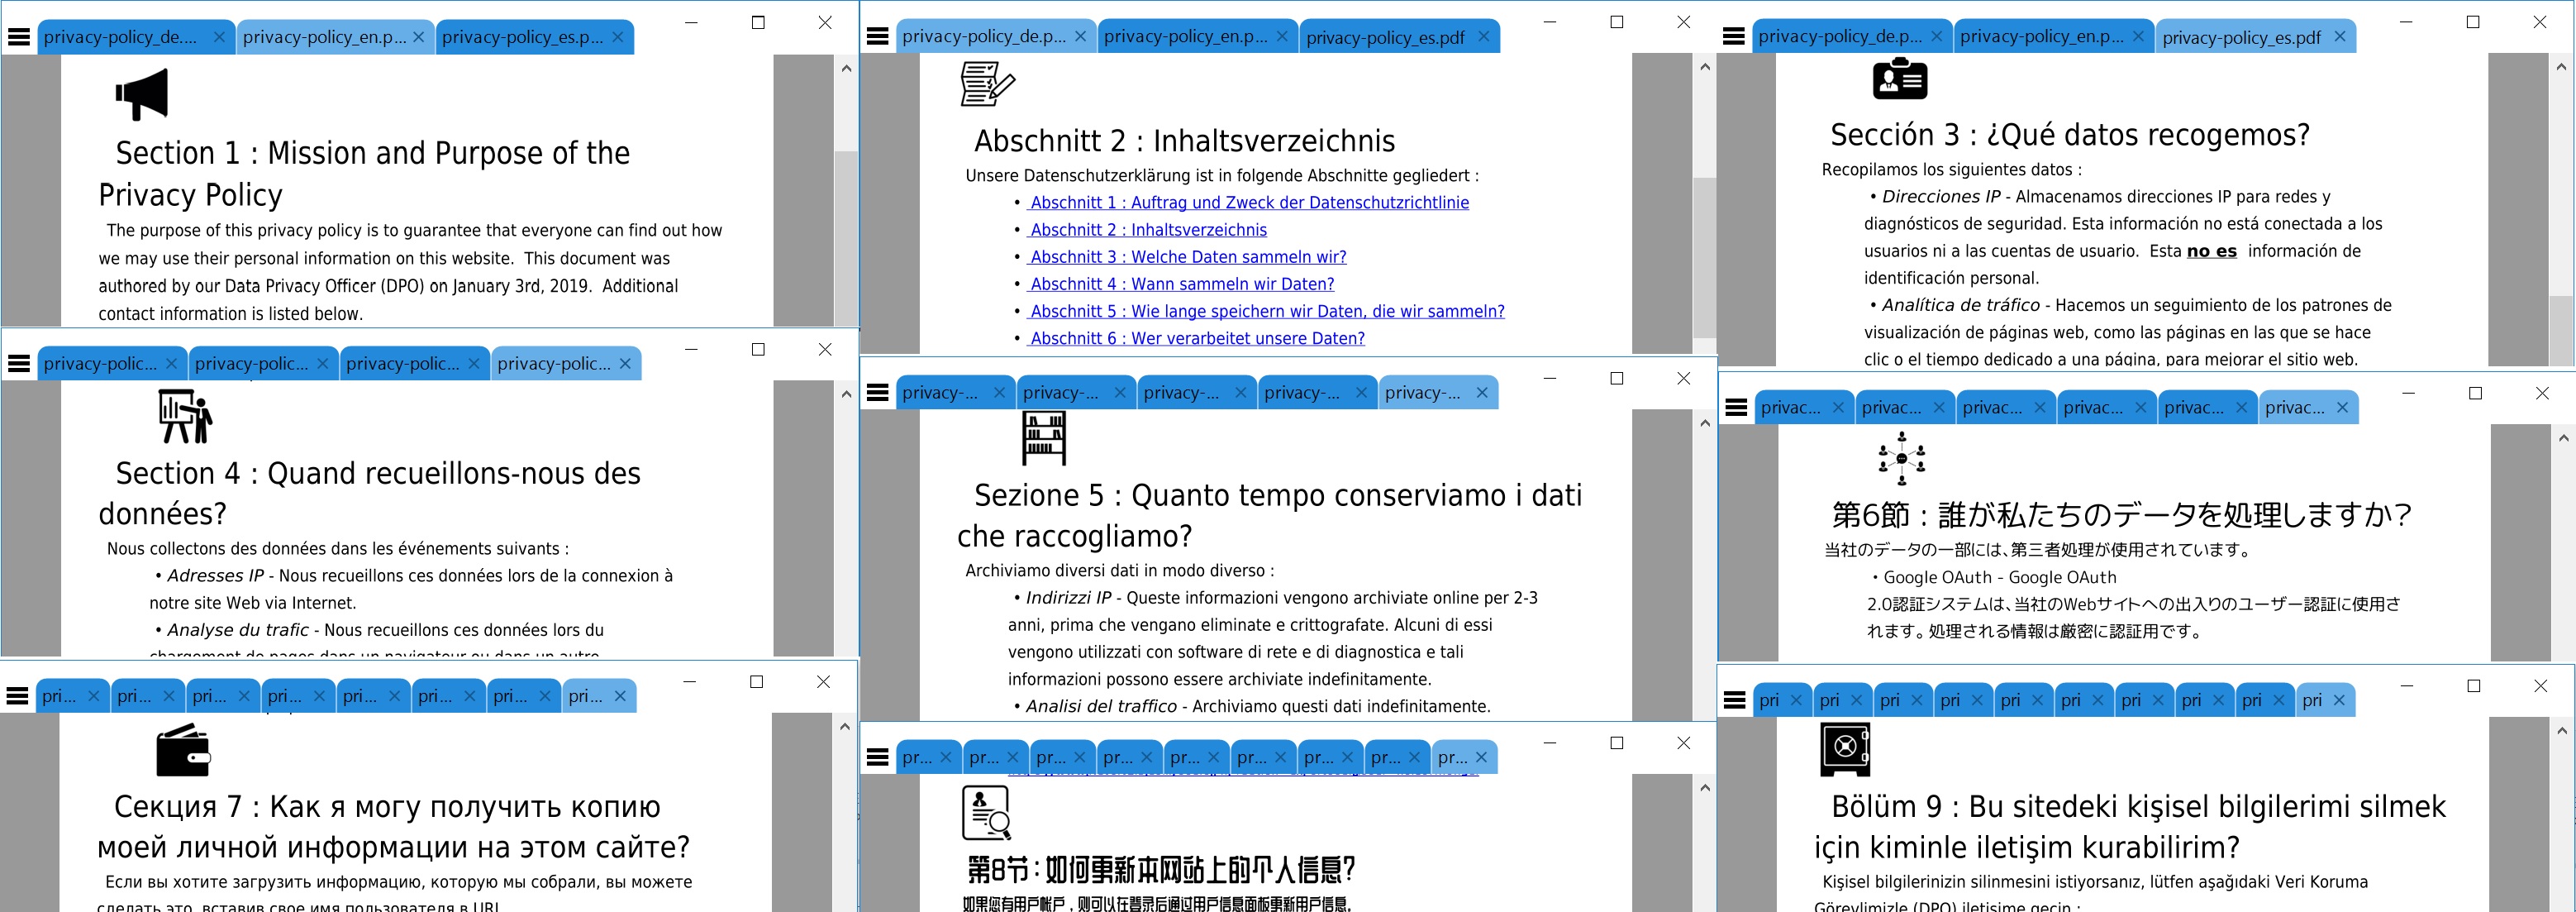 privacy-policy_de.... privacy-policy_en.p... privacy-policy_es.p...
Section 1 : Mission and Purpose of the
Privacy Policy
The purpose of this privacy policy is to guarantee that everyone can find out how
we may use their personal information on this website. This document was
authored by our Data Privacy Officer (DPO) on January 3rd, 2019. Additional
contact information is listed below.
privacy-policy_de.p... privacy-policy_en.p... privacy-policy_es.pdf
Abschnitt 2 : Inhaltsverzeichnis
Unsere Datenschutzerklärung ist in folgende Abschnitte gegliedert :
• Abschnitt 1 : Auftrag und Zweck der Datenschutzrichtlinie
• Abschnitt 2 : Inhaltsverzeichnis
• Abschnitt 3 : Welche Daten sammeln wir?
• Abschnitt 4 : Wann sammeln wir Daten?
• Abschnitt 5 : Wie lange speichern wir Daten, die wir sammeln?
• Abschnitt 6 : Wer verarbeitet unsere Daten?
privacy-policy_de.p... privacy-policy_en.p... privacy-policy_es.pdf
Sección 3 : ¿Qué datos recogemos?
Recopilamos los siguientes datos :
• Direcciones IP - Almacenamos direcciones IP para redes y
diagnósticos de seguridad. Esta información no está conectada a los
usuarios ni a las cuentas de usuario. Esta no es información de
identificación personal.
• Analítica de tráfico - Hacemos un seguimiento de los patrones de
visualización de páginas web, como las páginas en las que se hace
clic o el tiempo dedicado a una página, para mejorar el sitio web.
privacy-polic... privacy-polic... privacy-polic... privacy-polic...
Section 4 : Quand recueillons-nous des
données?
Nous collectons des données dans les événements suivants :
• Adresses IP - Nous recueillons ces données lors de la connexion à
notre site Web via Internet.
• Analyse du trafic - Nous recueillons ces données lors du
chargement de pages dans un navigateur ou dans un autre
privacy-... privacy-... privacy-... privacy-... privacy-...
Sezione 5 : Quanto tempo conserviamo i dati
che raccogliamo?
Archiviamo diversi dati in modo diverso :
• Indirizzi IP - Queste informazioni vengono archiviate online per 2-3
anni, prima che vengano eliminate e crittografate. Alcuni di essi
vengono utilizzati con software di rete e di diagnostica e tali
informazioni possono essere archiviate indefinitamente.
• Analisi del traffico - Archiviamo questi dati indefinitamente.
privac... privac... privac... privac... privac... privac...
第6節 : 誰が私たちのデータを処理しますか?
当社のデータの一部には、第三者処理が使用されています。
• Google OAuth - Google OAuth
2.0認証システムは、当社のWebサイトへの出入りのユーザー認証に使用さ
れます。処理される情報は厳密に認証用です。
pri... pri... pri... pri... pri... pri... pri... pri...
Секция 7 : Как я могу получить копию
моей личной информации на этом сайте?
Если вы хотите загрузить информацию, которую мы собрали, вы можете
сделать это, вставив свое имя пользователя в URL
pr... pr... pr... pr... pr... pr... pr... pr... pr...
第8节 : 如何更新本网站上的个人信息?
如果您有用户帐户，则可以在登录后通过用户信息面板更新用户信息。
pri pri pri pri pri pri pri pri pri pri
Bölüm 9 : Bu sitedeki kişisel bilgilerimi silmek
için kiminle iletişim kurabilirim?
Kişisel bilgilerinizin silinmesini istiyorsanız, lütfen aşağıdaki Veri Koruma
Görevlimizle (DPO) iletişime geçin :